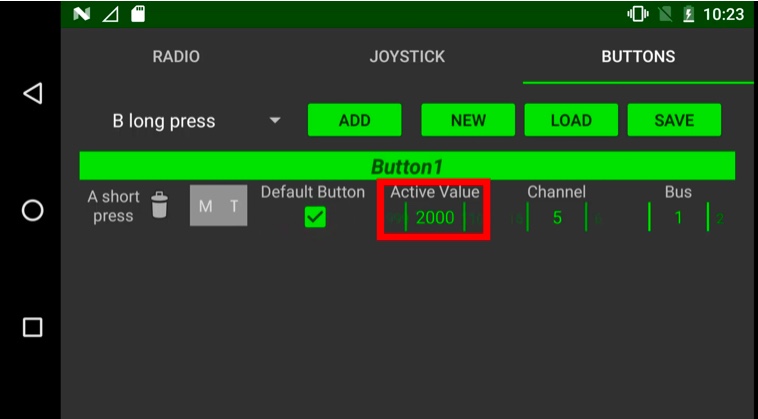 10:23
RADIO JOYSTICK BUTTONS
B long press ADD NEW LOAD SAVE
Button1
A short press M T Default Button Active Value Channel Bus
2000 5 1 2